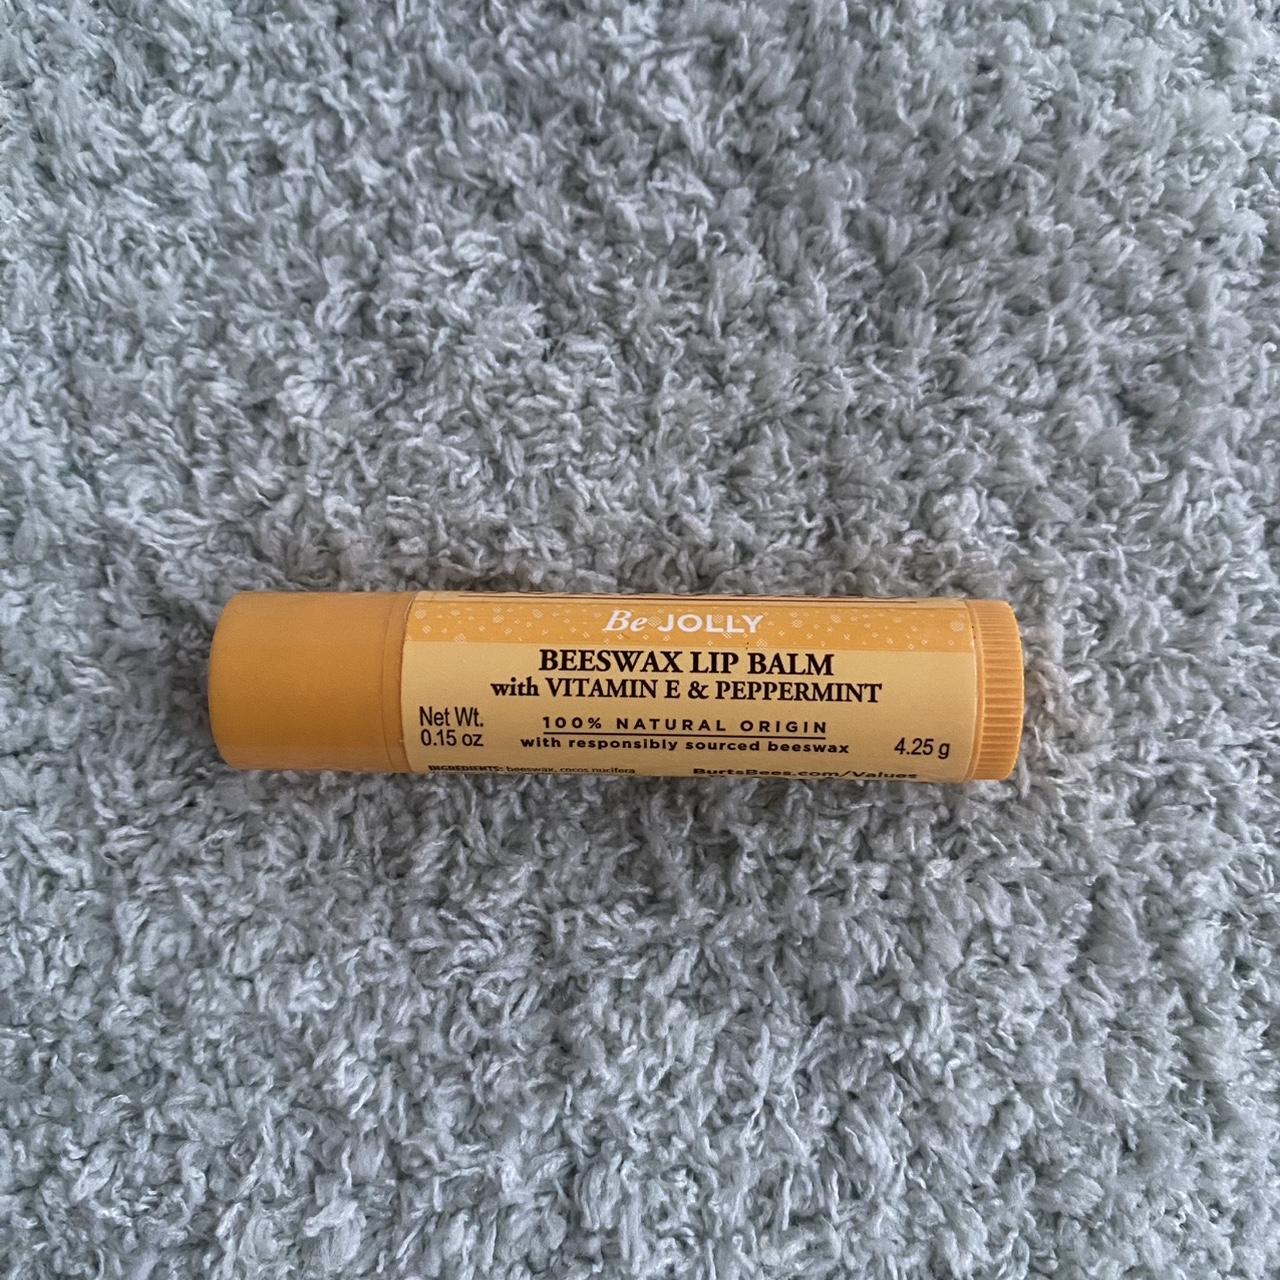 Be JOLLY
BEESWAX LIP BALM
with VITAMIN E & PEPPERMINT
Net Wt.
0.15 oz
100% NATURAL ORIGIN
with responsibly sourced beeswax
4.25 g
INGREDIENTS: beeswax, cocos nucifera
BurtsBees.com/Values